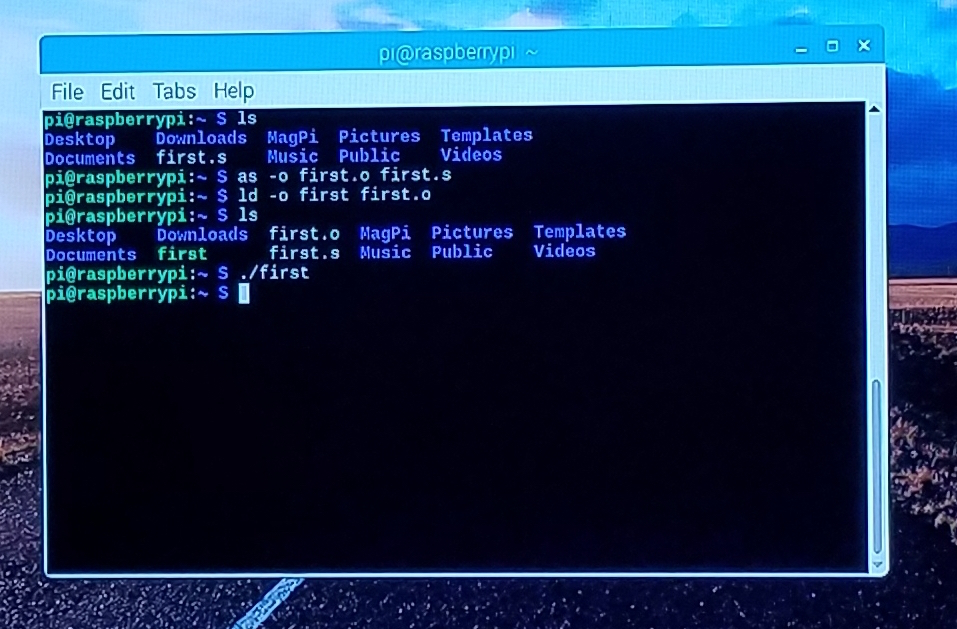 pi@raspberrypi: ~
File Edit Tabs Help
pi@raspberrypi:~ $ ls
Desktop Downloads MagPi Pictures Templates
Documents first.s Music Public Videos
pi@raspberrypi:~ $ as -o first.o first.s
pi@raspberrypi:~ $ ld -o first first.o
pi@raspberrypi:~ $ ls
Desktop Downloads first.o MagPi Pictures Templates
Documents first first.s Music Public Videos
pi@raspberrypi:~ $ ./first
pi@raspberrypi:~ $